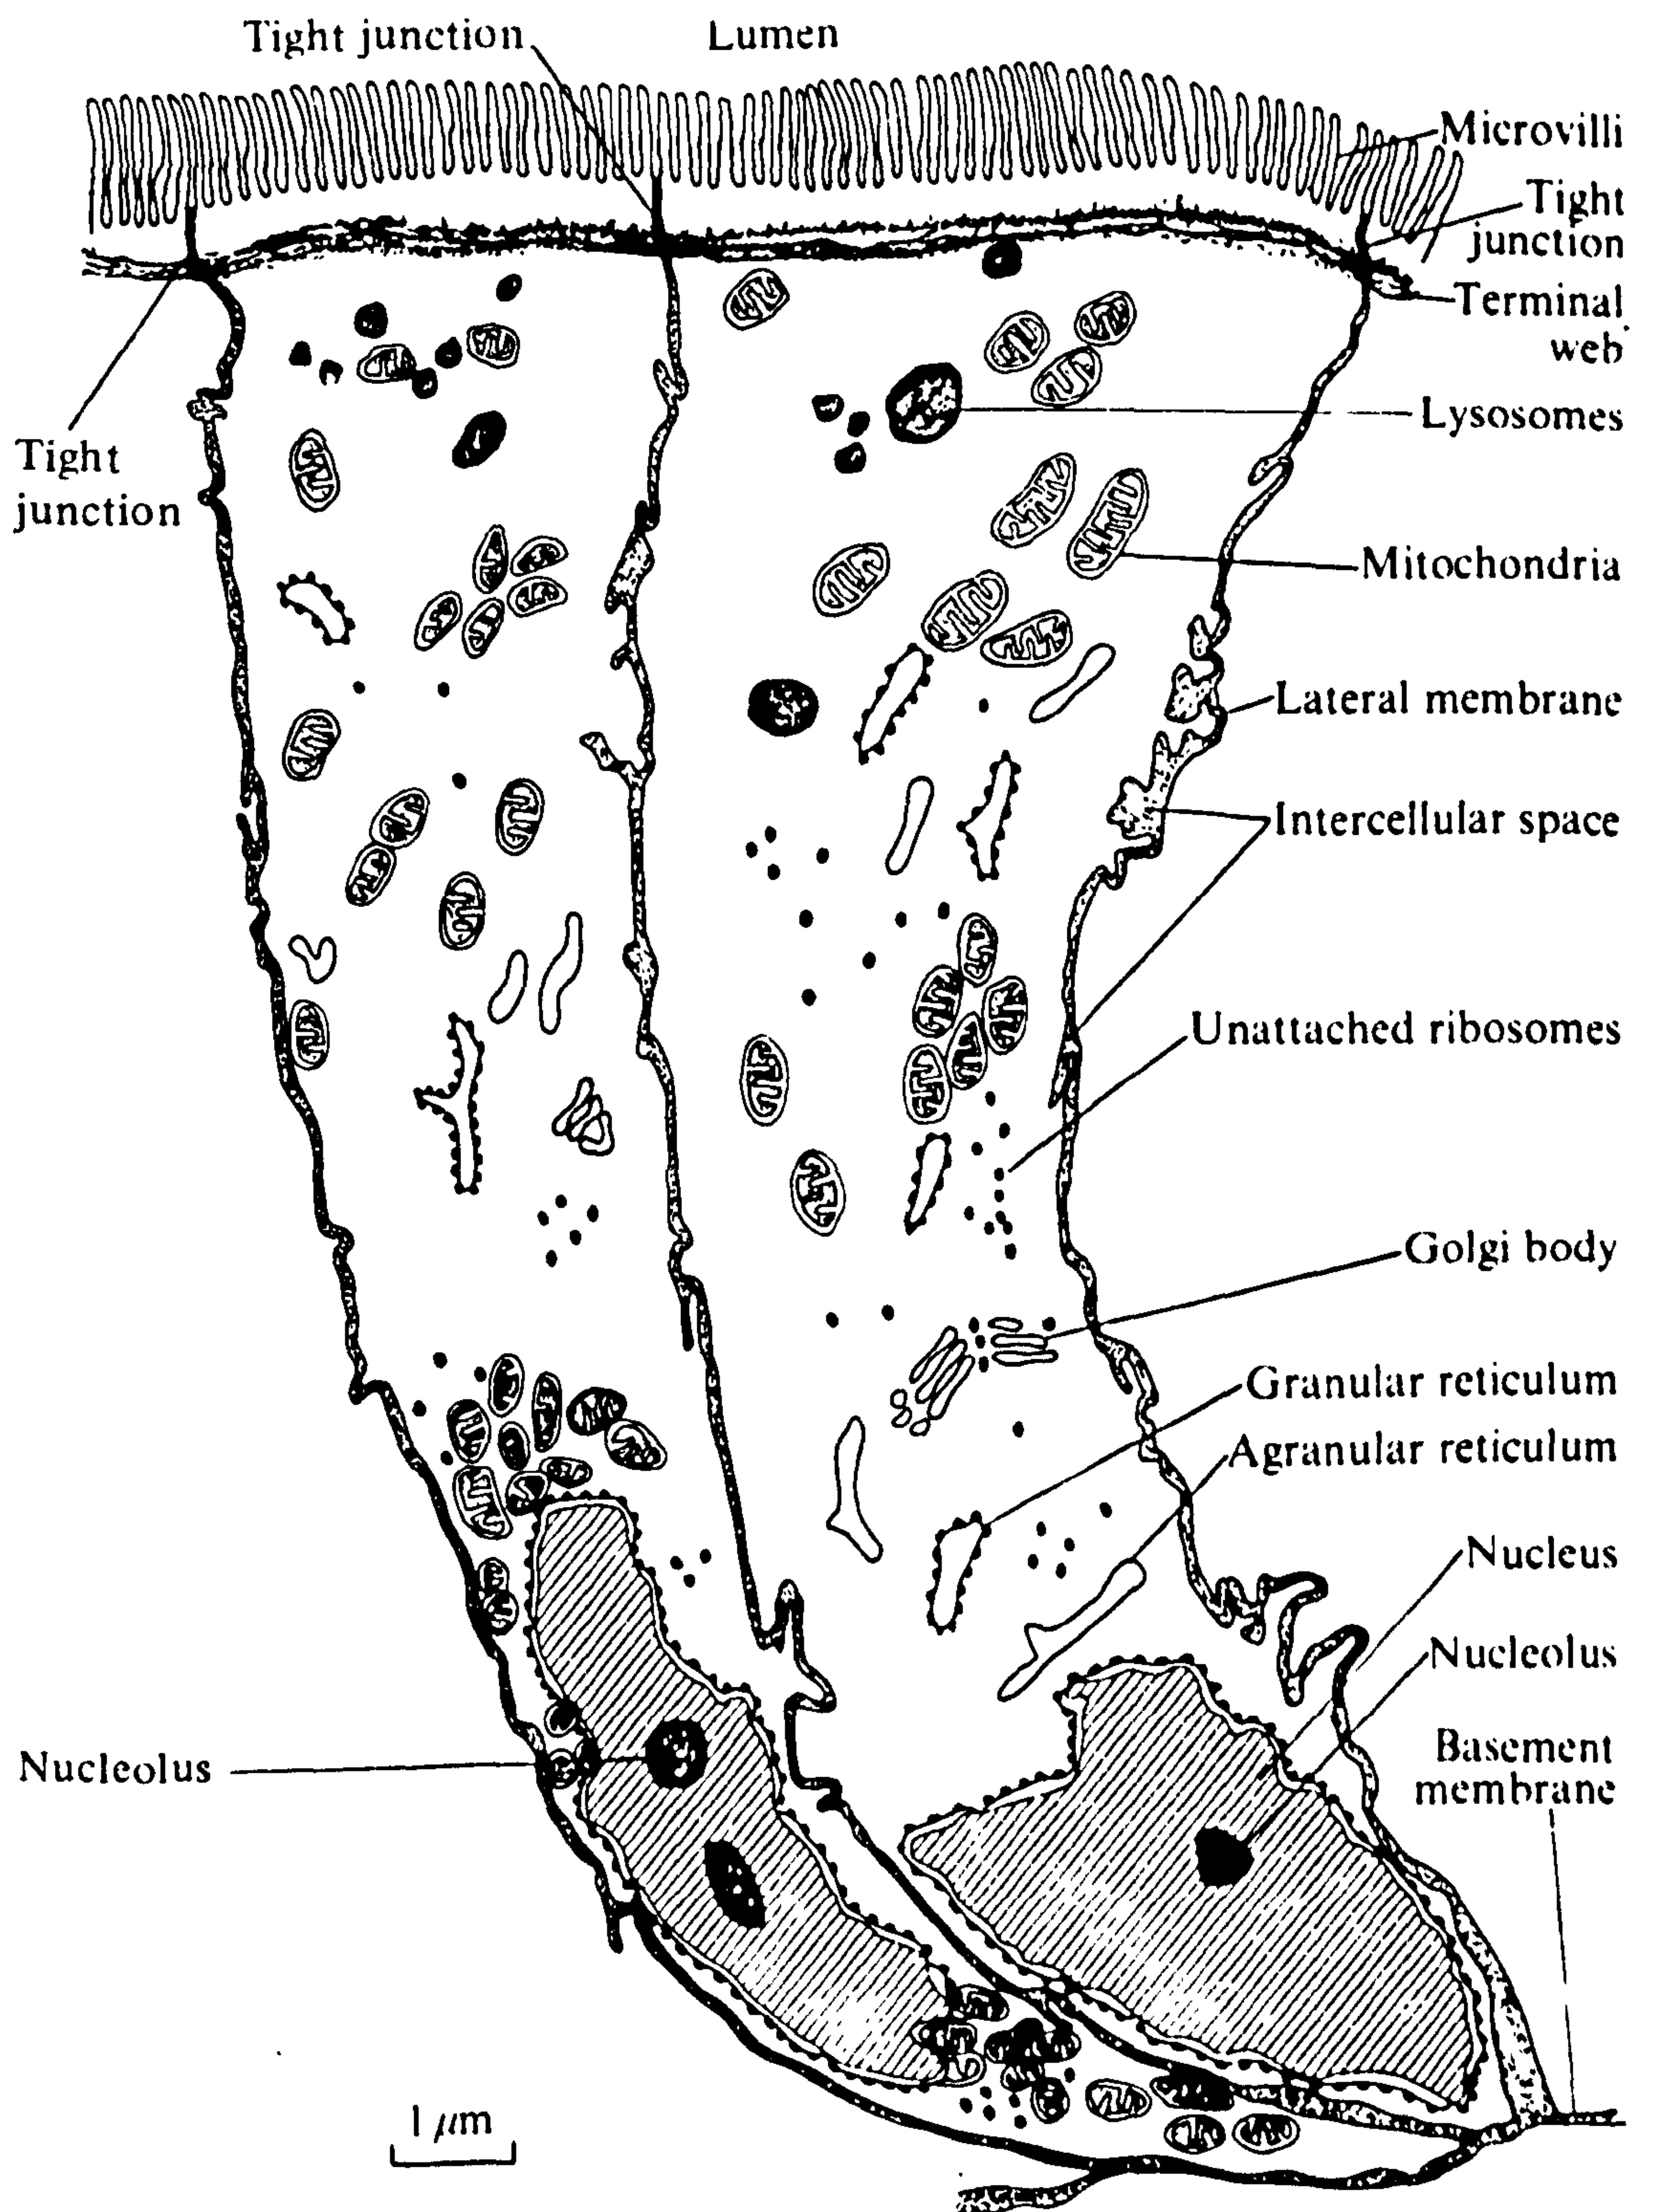 Tight junction
Lumen
Microvilli
Tight
junction
Terminal
web
Lysosomes
Tight
junction
Mitochondria
Lateral membrane
Intercellular space
Unattached ribosomes
Golgi body
Granular reticulum
Agranular reticulum
Nucleus
Nucleolus
Basement
membrane
Nucleolus
1 μm